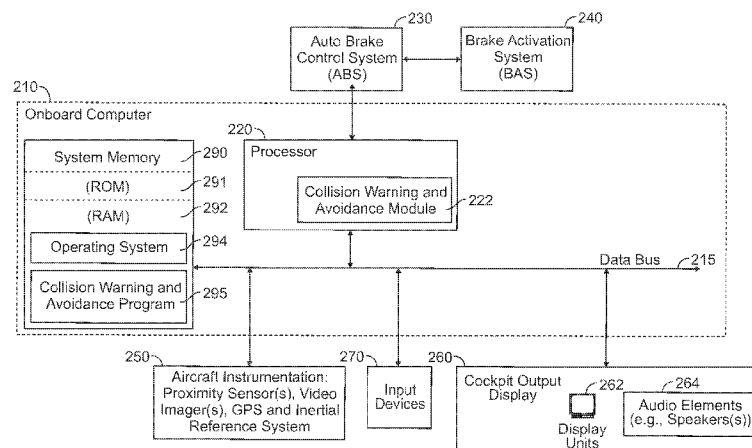 230
240
Auto Brake
Control System
(ABS)
Brake Activation
System
(BAS)
210
Onboard Computer
220
System Memory
290
Processor
(ROM)
291
(RAM)
292
Collision Warning and
Avoidance Module
222
Operating System
294
Data Bus
215
Collision Warning and
Avoidance Program
295
250
270
260
Aircraft Instrumentation:
Proximity Sensor(s), Video
Imager(s), GPS and Inertial
Reference System
Input
Devices
Cockpit Output
Display
262
Display
Units
264
Audio Elements
(e.g., Speakers(s))